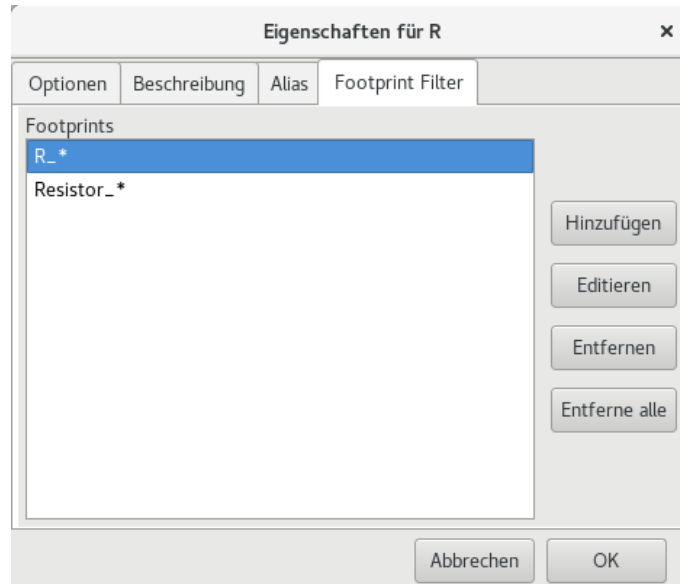 Eigenschaften für R
Optionen
Beschreibung
Alias
Footprint Filter
Footprints
R_*
Resistor_*
Hinzufügen
Editieren
Entfernen
Entferne alle
Abbrechen
OK